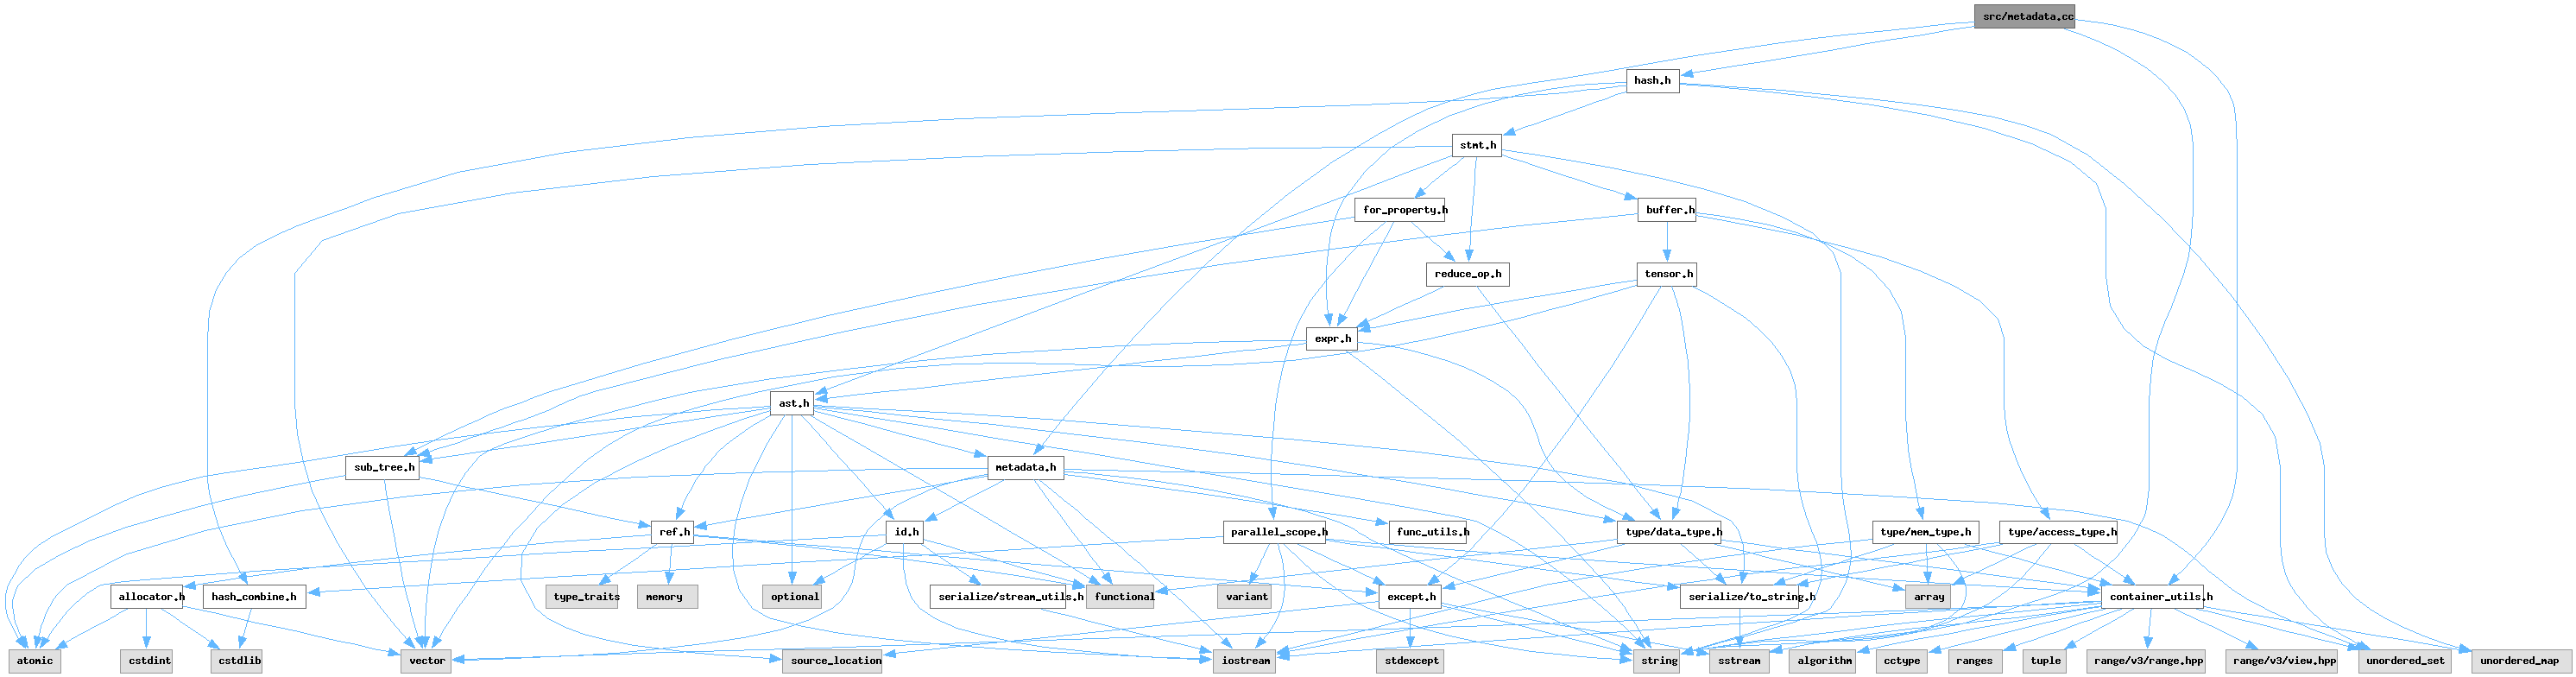 src/metadata.cc
hash.h
stmt.h
for_property.h
buffer.h
reduce_op.h
tensor.h
expr.h
ast.h
sub_tree.h
metadata.h
ref.h
id.h
parallel_scope.h
func_utils.h
type/data_type.h
type/mem_type.h
type/access_type.h
allocator.h
hash_combine.h
type_traits
memory
optional
serialize/stream_utils.h
functional
variant
except.h
serialize/to_string.h
array
container_utils.h
atomic
cstdint
cstdlib
vector
source_location
iostream
stdexcept
string
sstream
algorithm
cctype
ranges
tuple
range/v3/range.hpp
range/v3/view.hpp
unordered_set
unordered_map